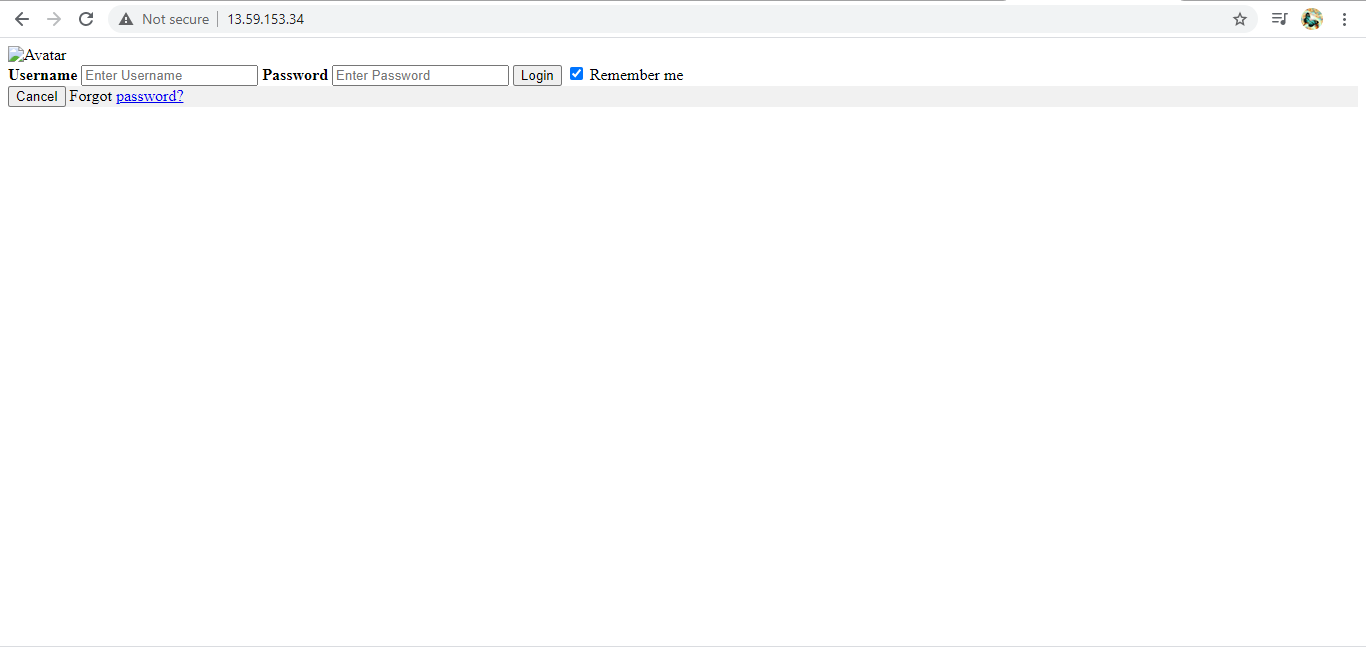 Not secure 13.59.153.34
Avatar
Username Enter Username Password Enter Password Login Remember me
Cancel Forgot password?